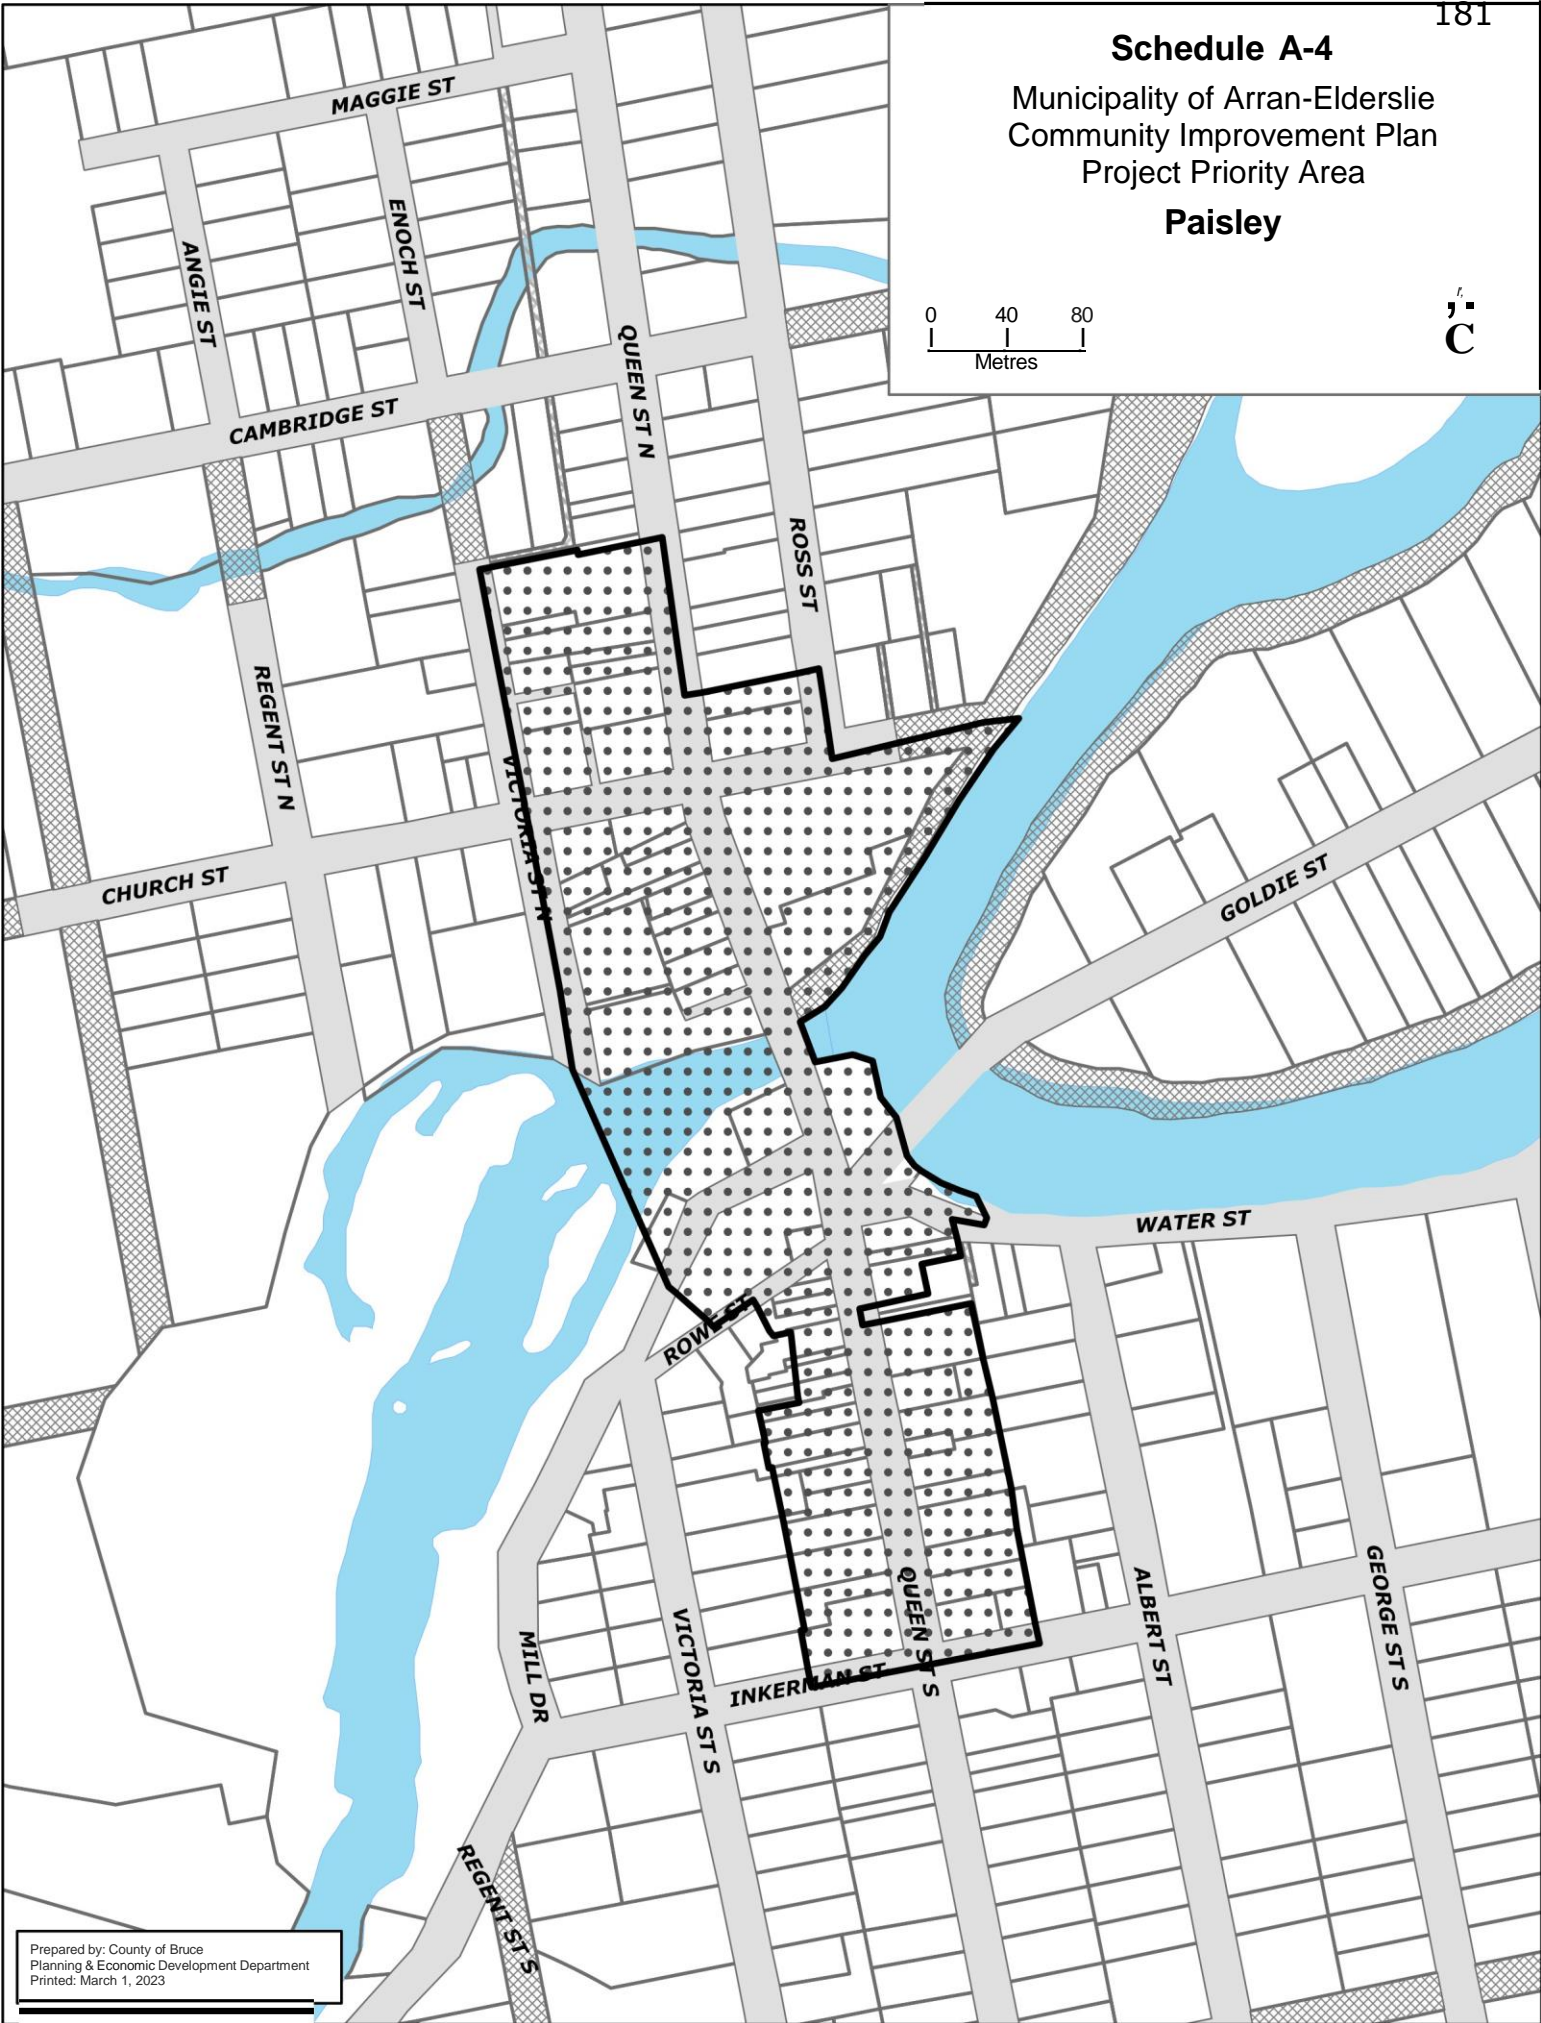 181
Schedule A-4
Municipality of Arran-Elderslie
Community Improvement Plan
Project Priority Area
Paisley
0 40 80
Metres
C
MAGGIE ST
ENOCH ST
ANGIE ST
QUEEN ST N
CAMBRIDGE ST
ROSS ST
REGENT ST N
VICTORIA ST N
CHURCH ST
GOLDIE ST
WATER ST
ROWE ST
QUEEN ST S
ALBERT ST
GEORGE ST S
MILL DR
VICTORIA ST S
INKERMAN ST
REGENT ST S
Prepared by: County of Bruce
Planning & Economic Development Department
Printed: March 1, 2023